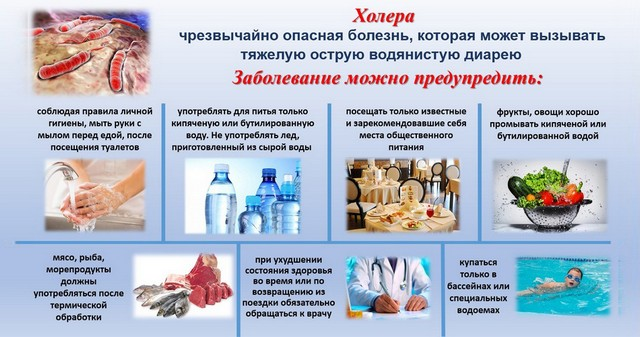 Холера
чрезвычайно опасная болезнь, которая может вызывать
тяжелую острую водянистую диарею
Заболевание можно предупредить:
соблюдая правила личной
гигиены, мыть руки с
мылом перед едой, после
посещения туалетов
употреблять для питья только
кипяченую или бутилированную
воду. Не употреблять лед,
приготовленный из сырой воды
посещать только известные
и зарекомендовавшие себя
места общественного
питания
фрукты, овощи хорошо
промывать кипяченой или
бутилированной водой
мясо, рыба,
морепродукты
должны
употребляться после
термической
обработки
при ухудшении
состояния здоровья
во время или по
возвращению из
поездки обязательно
обращаться к врачу
купаться
только в
бассейнах или
специальных
водоемах